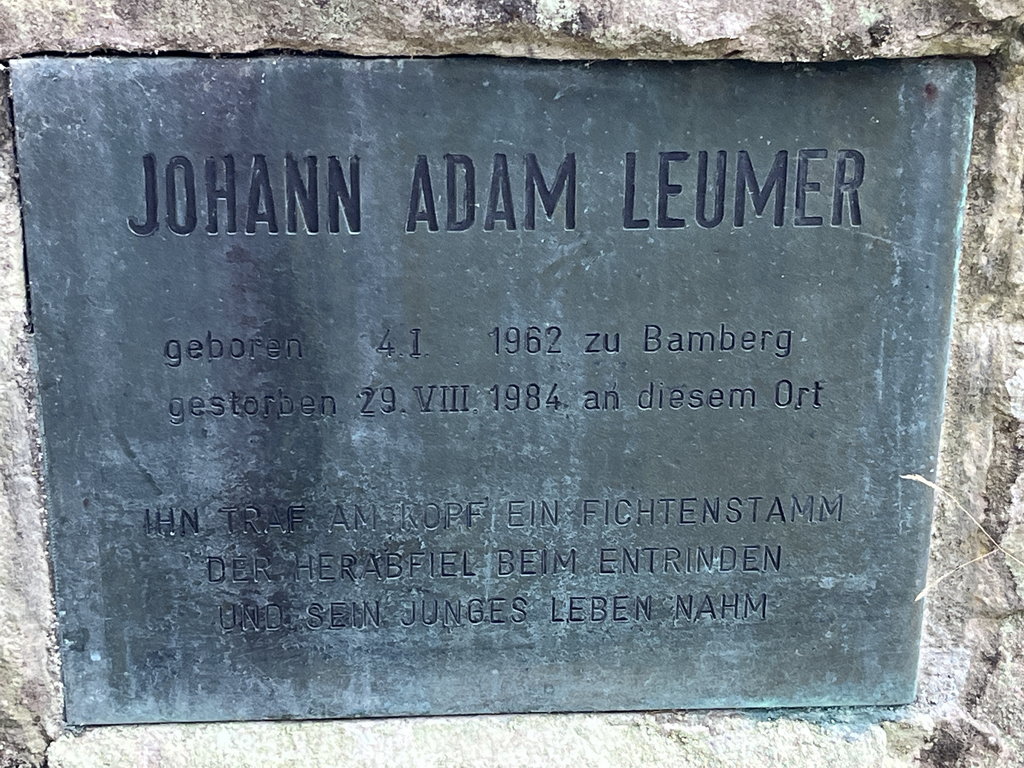 JOHANN ADAM LEUMER
geboren 4.I. 1962 zu Bamberg
gestorben 29.VIII.1984 an diesem Ort
IHN TRAF AM KOPF EIN FICHTENSTAMM
DER HERABFIEL BEIM ENTRINDEN
UND SEIN JUNGES LEBEN NAHM